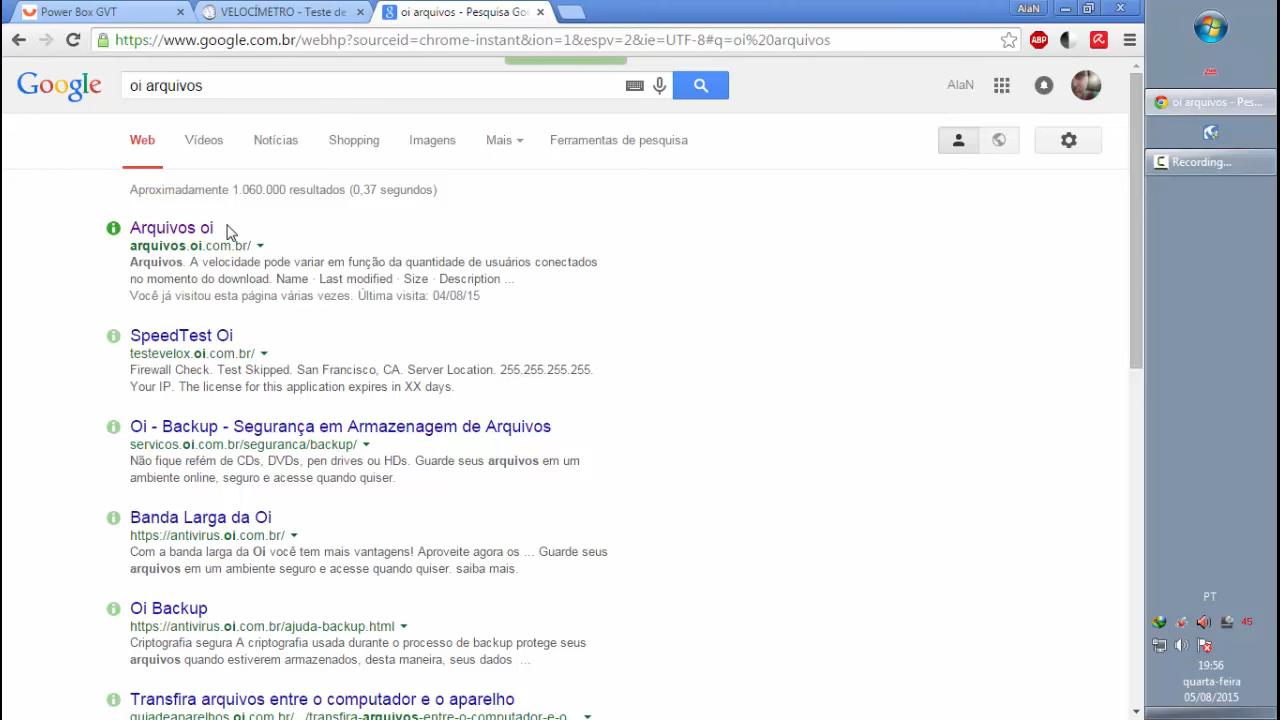 Power Box GVT
VELOCÍMETRO - Teste de
oi arquivos - Pesquisa Goo
AlaN
https://www.google.com.br/webhp?sourceid=chrome-instant&ion=1&espv=2&ie=UTF-8#q=oi%20arquivos
ABP
Google
oi arquivos
AlaN
Web Vídeos Notícias Shopping Imagens Mais Ferramentas de pesquisa
Aproximadamente 1.060.000 resultados (0,37 segundos)
Arquivos oi
arquivos.oi.com.br/
Arquivos. A velocidade pode variar em função da quantidade de usuários conectados
no momento do download. Name · Last modified · Size · Description ...
Você já visitou esta página várias vezes. Última visita: 04/08/15
SpeedTest Oi
testevelox.oi.com.br/
Firewall Check. Test Skipped. San Francisco, CA. Server Location. 255.255.255.255.
Your IP. The license for this application expires in XX days.
Oi - Backup - Segurança em Armazenagem de Arquivos
servicos.oi.com.br/seguranca/backup/
Não fique refém de CDs, DVDs, pen drives ou HDs. Guarde seus arquivos em um
ambiente online, seguro e acesse quando quiser.
Banda Larga da Oi
https://antivirus.oi.com.br/
Com a banda larga da Oi você tem mais vantagens! Aproveite agora os ... Guarde seus
arquivos em um ambiente seguro e acesse quando quiser. saiba mais.
Oi Backup
https://antivirus.oi.com.br/ajuda-backup.html
Criptografia segura A criptografia usada durante o processo de backup protege seus
arquivos quando estiverem armazenados, desta maneira, seus dados ...
Transfira arquivos entre o computador e o aparelho
guiadeaparelhos.oi.com.br/.../transfira-arquivos-entre-o-computador-e-o...
oi arquivos - Pes...
Recording...
PT
45
19:56
quarta-feira
05/08/2015